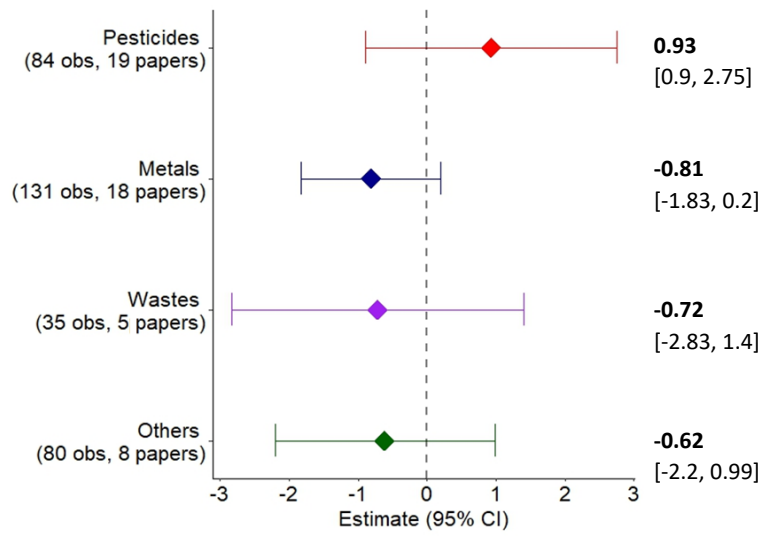 Pesticides
(84 obs, 19 papers)
0.93
[0.9, 2.75]
Metals
(131 obs, 18 papers)
-0.81
[-1.83, 0.2]
Wastes
(35 obs, 5 papers)
-0.72
[-2.83, 1.4]
Others
(80 obs, 8 papers)
-0.62
[-2.2, 0.99]
-3 -2 -1 0 1 2 3
Estimate (95% CI)